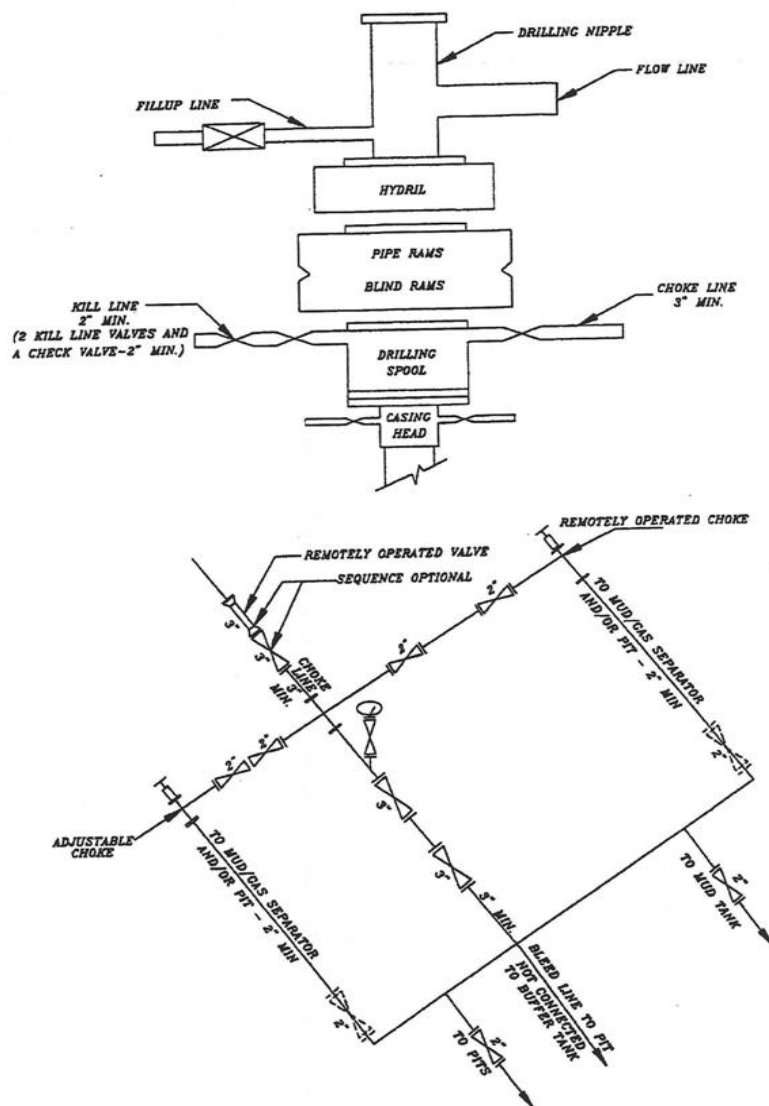 DRILLING NIPPLE
FLOW LINE
FILLUP LINE
HYDRIL
PIPE RAMS
BLIND RAMS
KILL LINE
2" MIN.
(2 KILL LINE VALVES AND
A CHECK VALVE-2" MIN.)
CHOKE LINE
3" MIN.
DRILLING
SPOOL
CASING
HEAD
REMOTELY OPERATED CHOKE
REMOTELY OPERATED VALVE
SEQUENCE OPTIONAL
3"
3"
CHOKE
LINE
3"
MIN.
2"
2"
TO MUD/GAS SEPARATOR
AND/OR PIT - 2" MIN
2"
2"
2"
ADJUSTABLE
CHOKE
TO MUD/GAS SEPARATOR
AND/OR PIT - 2" MIN
2"
3"
3"
3" MIN.
BLEED LINE TO PIT
NOT CONNECTED
TO BUFFER TANK
2"
TO MUD TANK
2"
TO PITS